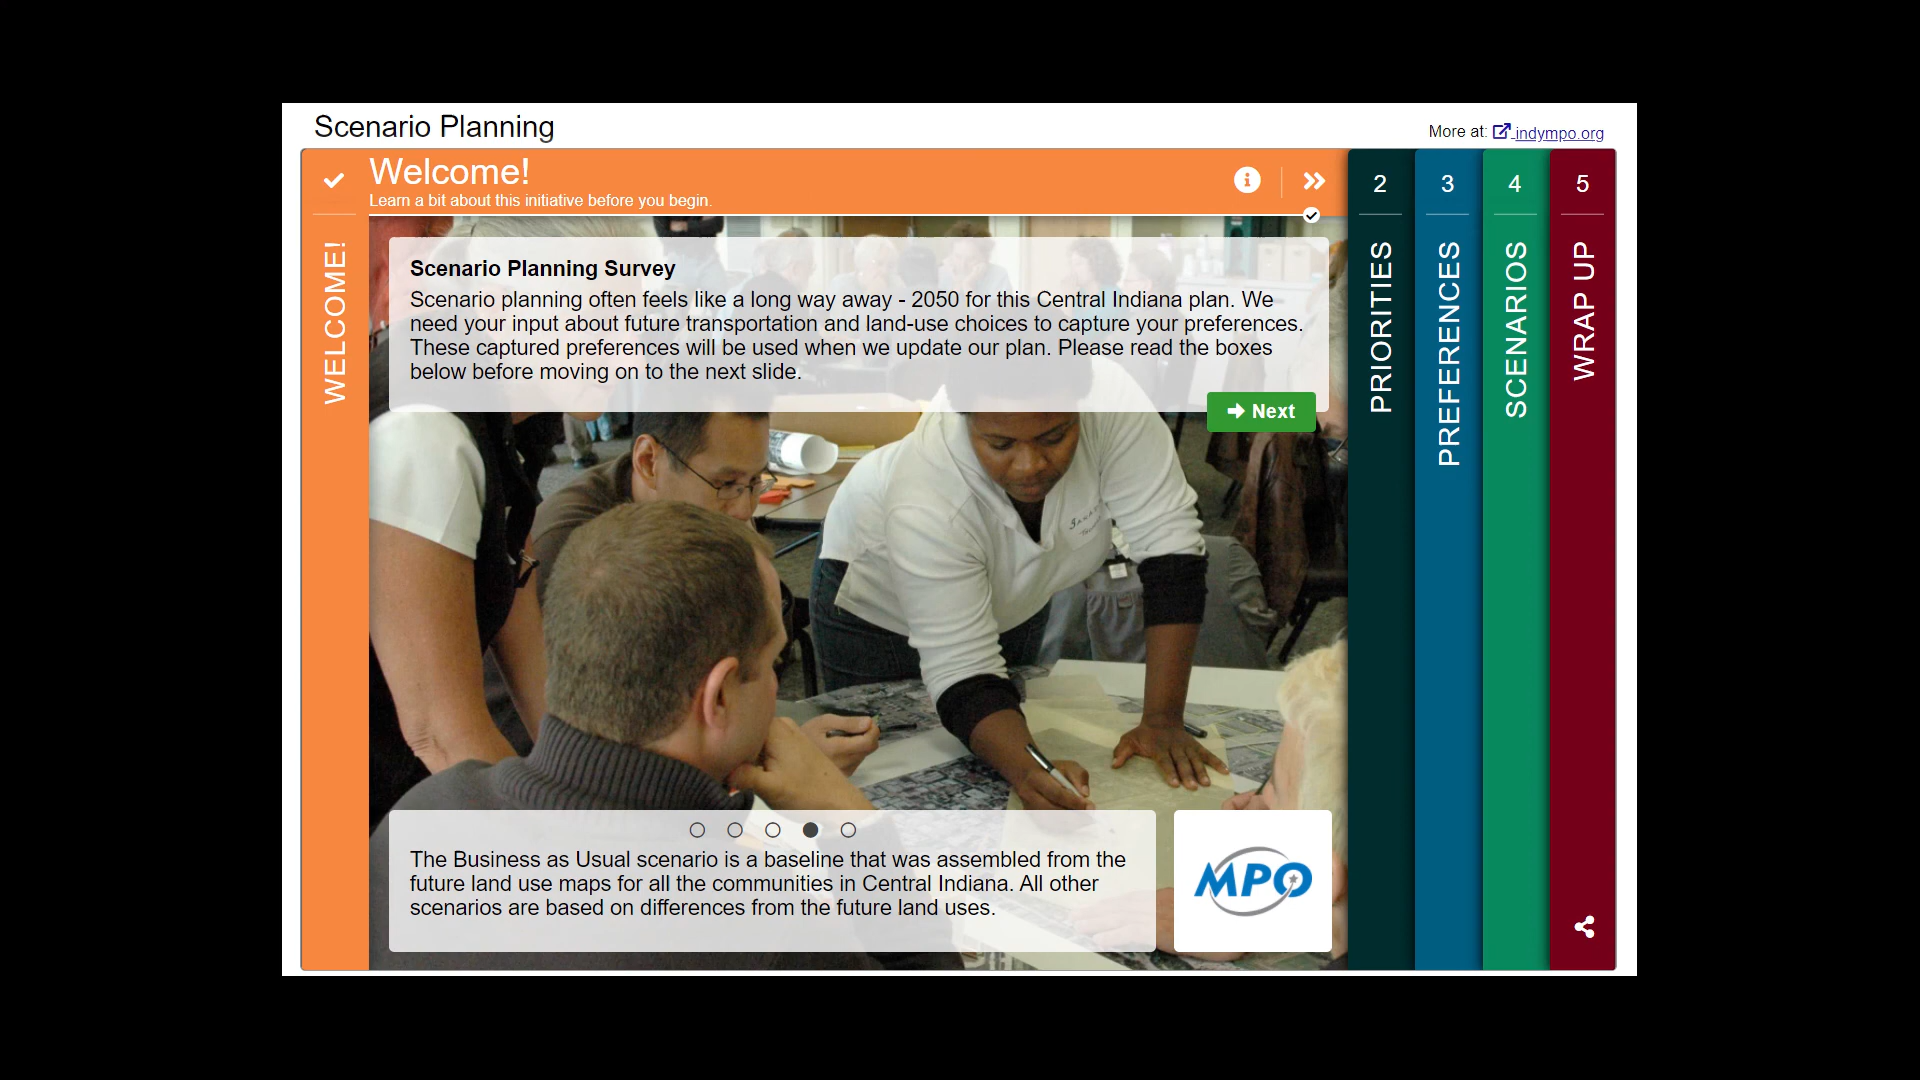 Scenario Planning
More at: indympo.org
Welcome!
Learn a bit about this initiative before you begin.
WELCOME!
Scenario Planning Survey
Scenario planning often feels like a long way away - 2050 for this Central Indiana plan. We
need your input about future transportation and land-use choices to capture your preferences.
These captured preferences will be used when we update our plan. Please read the boxes
below before moving on to the next slide.
Next
The Business as Usual scenario is a baseline that was assembled from the
future land use maps for all the communities in Central Indiana. All other
scenarios are based on differences from the future land uses.
MPO
2
PRIORITIES
3
PREFERENCES
4
SCENARIOS
5
WRAP UP